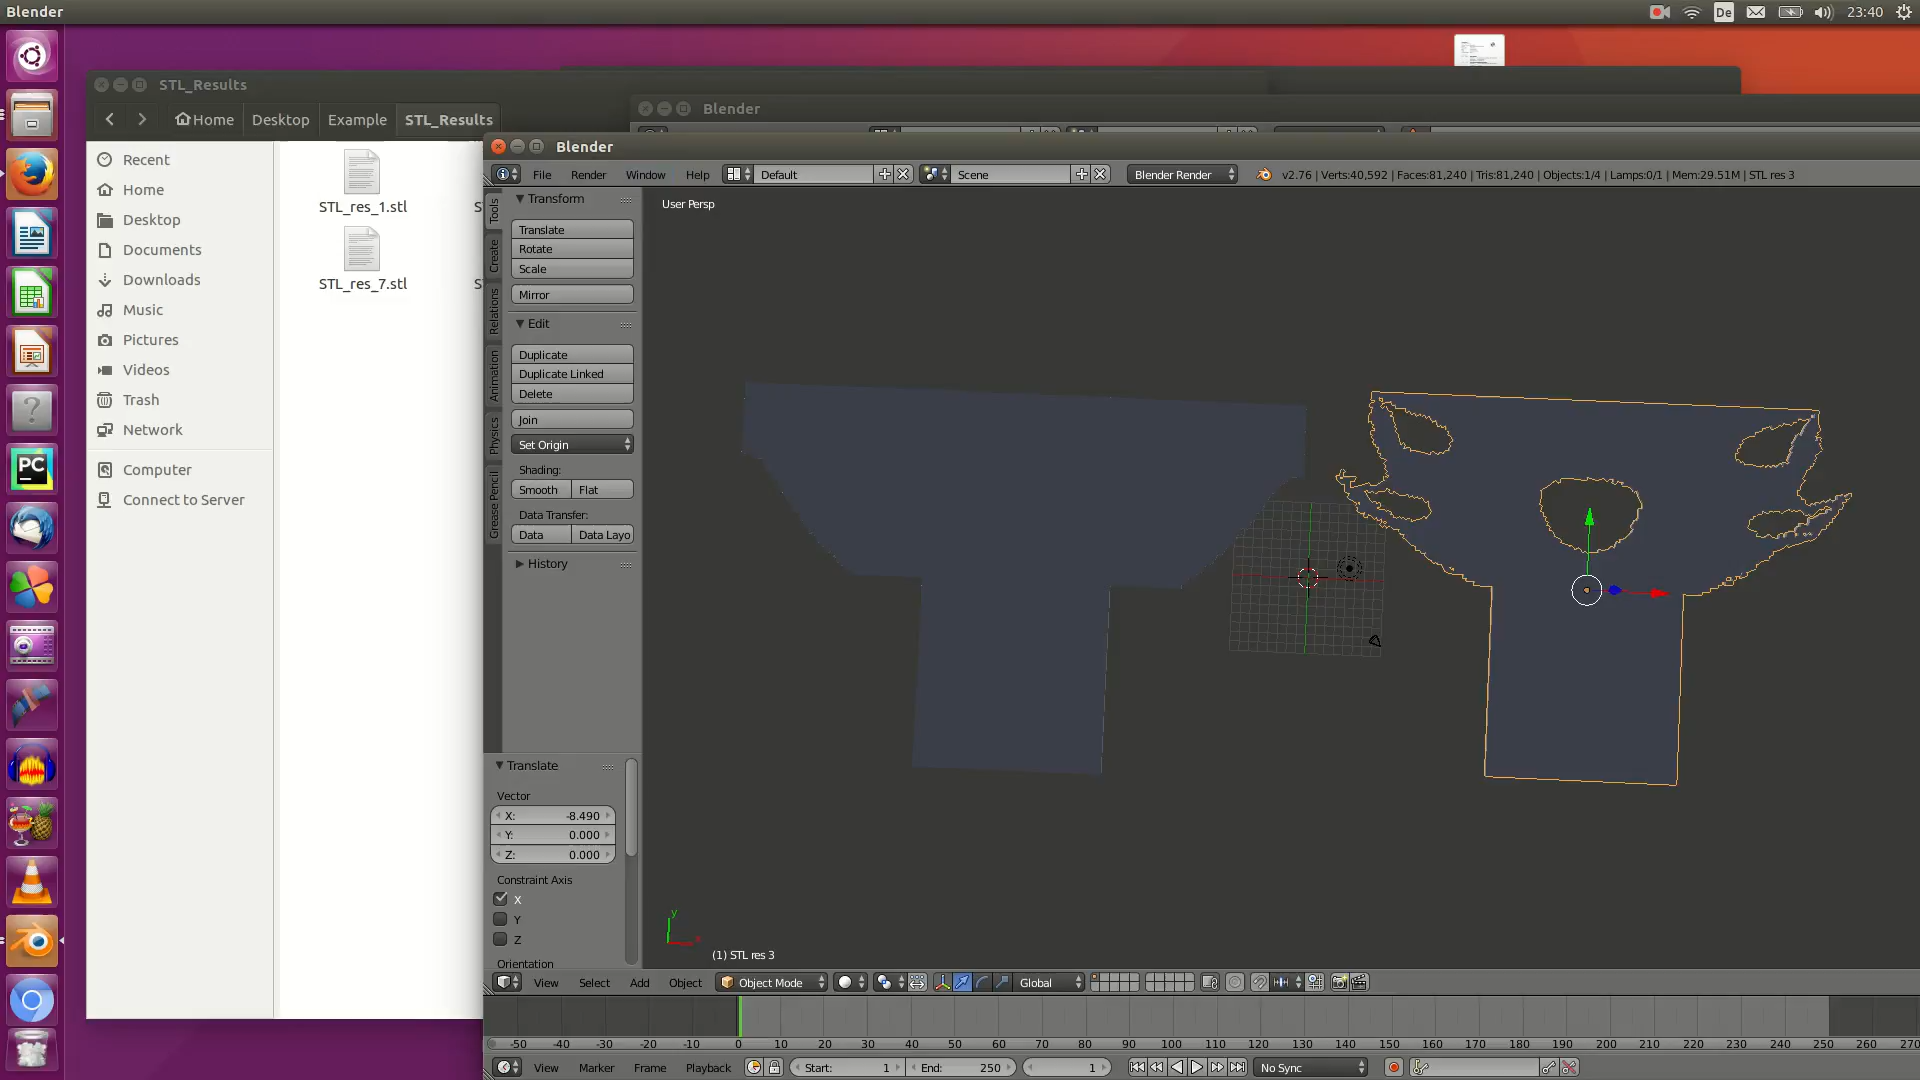 Blender
De
23:40
STL_Results
Home
Desktop
Example
STL_Results
Recent
Home
Desktop
Documents
Downloads
Music
Pictures
Videos
Trash
Network
Computer
Connect to Server
STL_res_1.stl
STL_res_7.stl
Blender
Blender
File
Render
Window
Help
Default
Scene
Blender Render
v2.76 | Verts:40,592 | Faces:81,240 | Tris:81,240 | Objects:1/4 | Lamps:0/1 | Mem:29.51M | STL res 3
Tools
Create
Relations
Animation
Physics
Grease Pencil
Transform
Translate
Rotate
Scale
Mirror
Edit
Duplicate
Duplicate Linked
Delete
Join
Set Origin
Shading:
Smooth
Flat
Data Transfer:
Data
Data Layo
History
Translate
Vector
X: -8.490
Y: 0.000
Z: 0.000
Constraint Axis
X
Y
Z
Orientation
User Persp
y
x
(1) STL res 3
View
Select
Add
Object
Object Mode
Global
-50 -40 -30 -20 -10 0 10 20 30 40 50 60 70 80 90 100 110 120 130 140 150 160 170 180 190 200 210 220 230 240 250 260 270
View
Marker
Frame
Playback
Start: 1
End: 250
1
No Sync
PC